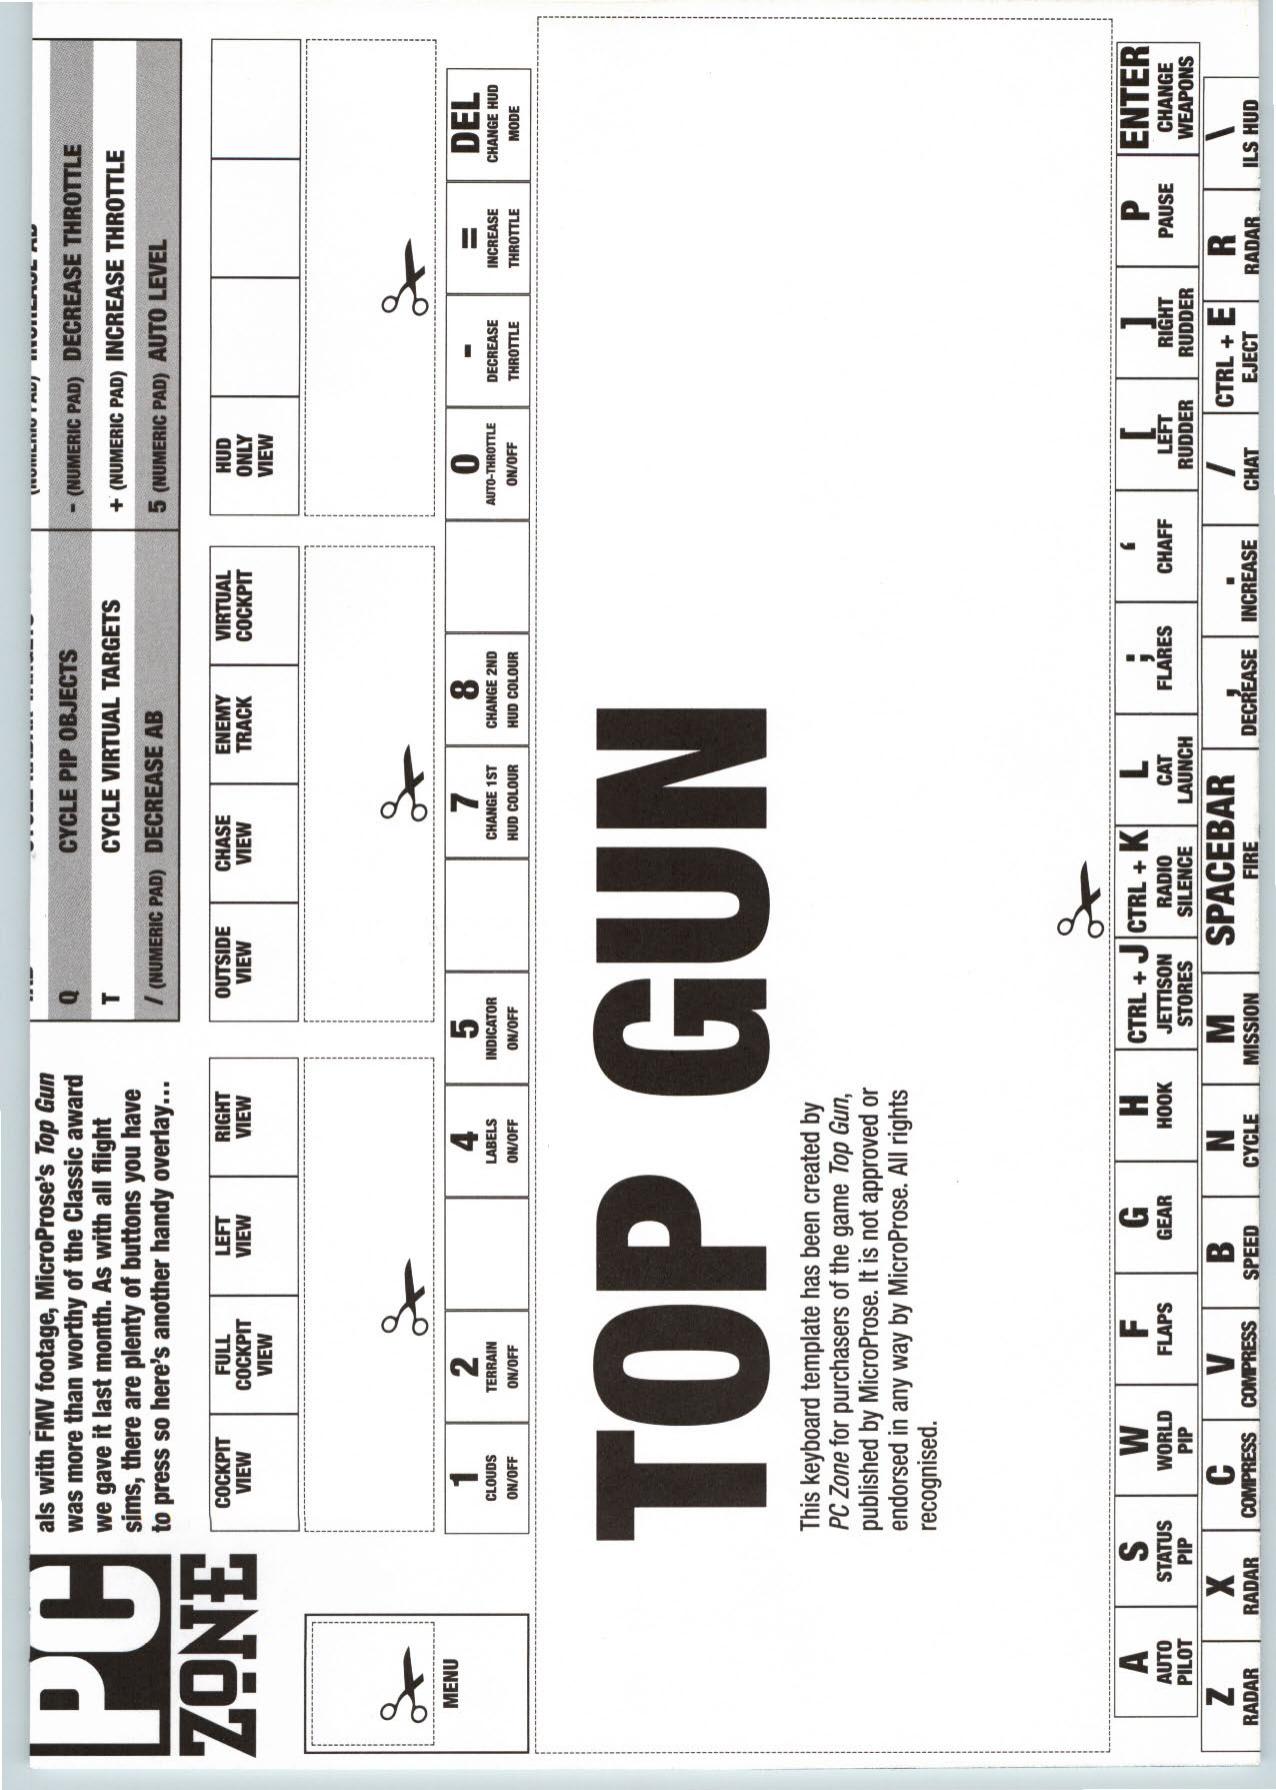 PC
ZONE
als with FMV footage, MicroProse's Top Gun
was more than worthy of the Classic award
we gave it last month. As with all flight
sims, there are plenty of buttons you have
to press so here's another handy overlay...
Q CYCLE PIP OBJECTS - (NUMERIC PAD) DECREASE THROTTLE
T CYCLE VIRTUAL TARGETS + (NUMERIC PAD) INCREASE THROTTLE
/ (NUMERIC PAD) DECREASE AB 5 (NUMERIC PAD) AUTO LEVEL
COCKPIT
VIEW
FULL
COCKPIT
VIEW
LEFT
VIEW
RIGHT
VIEW
OUTSIDE
VIEW
CHASE
VIEW
ENEMY
TRACK
VIRTUAL
COCKPIT
HUD
ONLY
VIEW
MENU
1
CLOUDS
ON/OFF
2
TERRAIN
ON/OFF
4
LABELS
ON/OFF
5
INDICATOR
ON/OFF
7
CHANGE 1ST
HUD COLOUR
8
CHANGE 2ND
HUD COLOUR
0
AUTO-THROTTLE
ON/OFF
-
DECREASE
THROTTLE
=
INCREASE
THROTTLE
DEL
CHANGE HUD
MODE
TOP GUN
This keyboard template has been created by
PC Zone for purchasers of the game Top Gun,
published by MicroProse. It is not approved or
endorsed in any way by MicroProse. All rights
recognised.
A
AUTO
PILOT
S
STATUS
PIP
W
WORLD
PIP
F
FLAPS
G
GEAR
H
HOOK
CTRL + J
JETTISON
STORES
CTRL + K
RADIO
SILENCE
L
CAT
LAUNCH
;
FLARES
‘
CHAFF
[
LEFT
RUDDER
]
RIGHT
RUDDER
P
PAUSE
ENTER
CHANGE
WEAPONS
Z
RADAR
X
RADAR
C
COMPRESS
V
COMPRESS
B
SPEED
N
CYCLE
M
MISSION
SPACEBAR
FIRE
,
DECREASE
.
INCREASE
/
CHAT
CTRL + E
EJECT
R
RADAR
\
ILS HUD